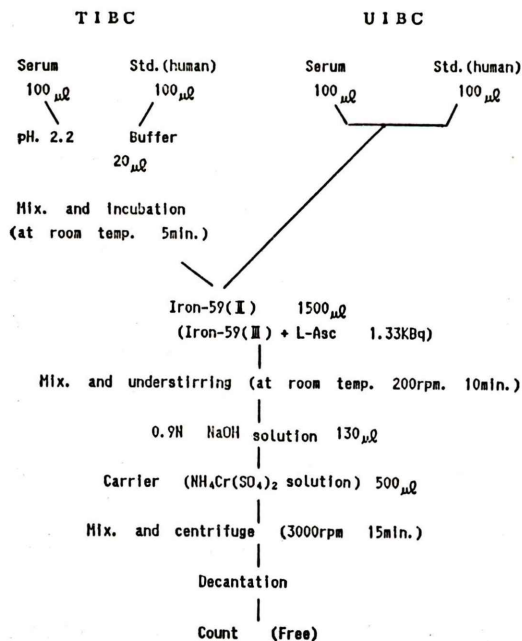 TIBC UIBC
Serum Std.(human) Serum Std.(human)
100μℓ 100μℓ 100μℓ 100μℓ
pH. 2.2 Buffer
20μℓ
Mix. and incubation
(at room temp. 5min.)
Iron-59(Ⅱ) 1500μℓ
(Iron-59(Ⅲ) + L-Asc 1.33KBq)
Mix. and understirring (at room temp. 200rpm. 10min.)
0.9N NaOH solution 130μℓ
Carrier (NH₄Cr(SO₄)₂ solution) 500μℓ
Mix. and centrifuge (3000rpm 15min.)
Decantation
Count (Free)